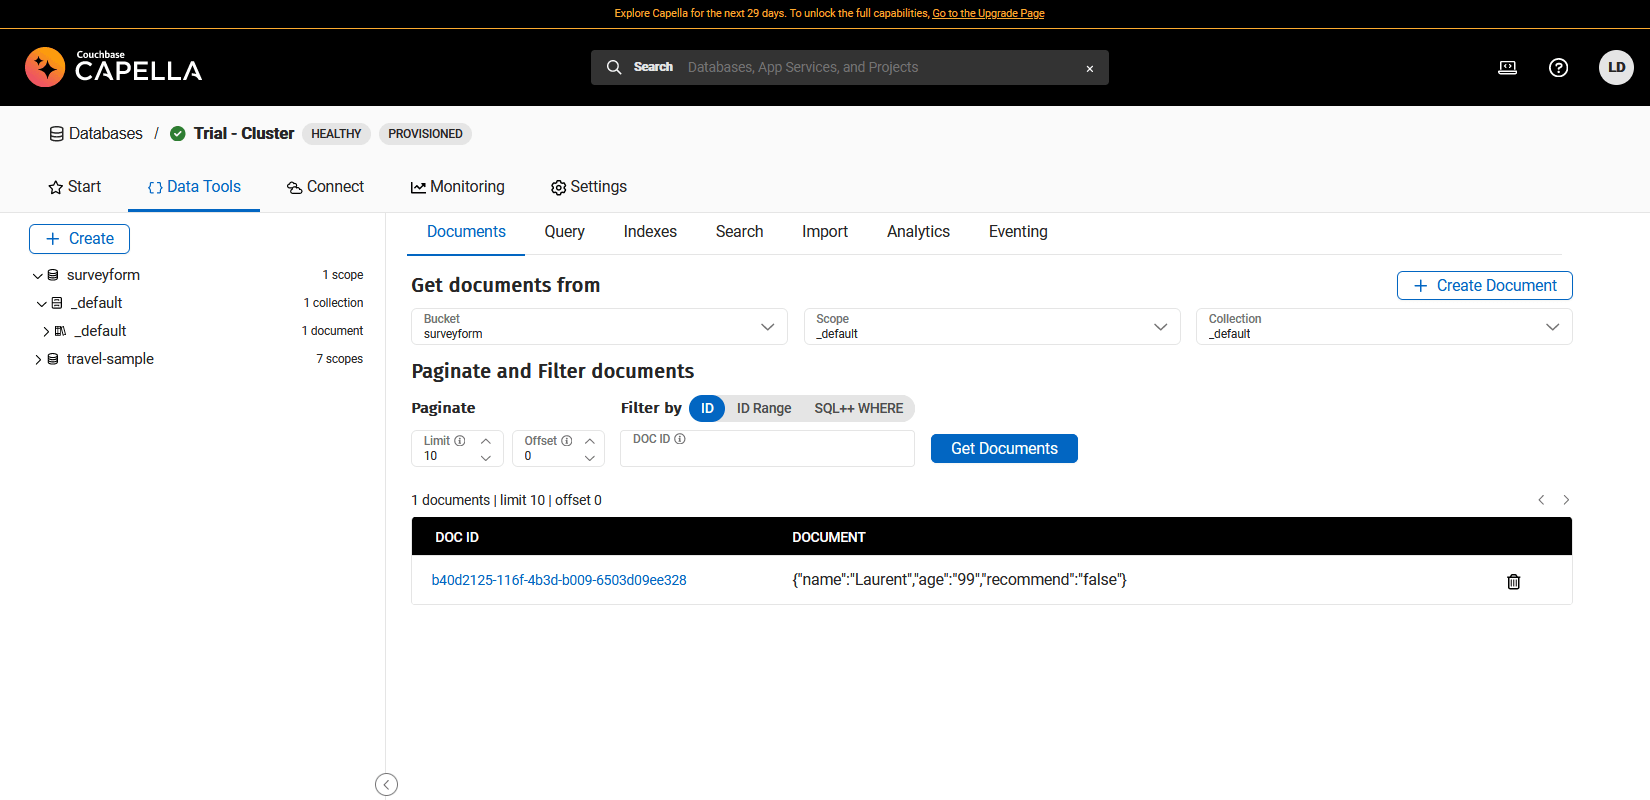 Explore Capella for the next 29 days. To unlock the full capabilities, Go to the Upgrade Page
Couchbase
CAPELLA
Search Databases, App Services, and Projects ×
LD
Databases / Trial - Cluster HEALTHY PROVISIONED
Start {} Data Tools Connect Monitoring Settings
+ Create
surveyform 1 scope
_default 1 collection
_default 1 document
travel-sample 7 scopes
Documents Query Indexes Search Import Analytics Eventing
Get documents from
+ Create Document
Bucket
surveyform
Scope
_default
Collection
_default
Paginate and Filter documents
Paginate
Filter by ID ID Range SQL++ WHERE
Limit
10
Offset
0
DOC ID
Get Documents
1 documents | limit 10 | offset 0
DOC ID DOCUMENT
b40d2125-116f-4b3d-b009-6503d09ee328 {"name":"Laurent","age":"99","recommend":"false"}